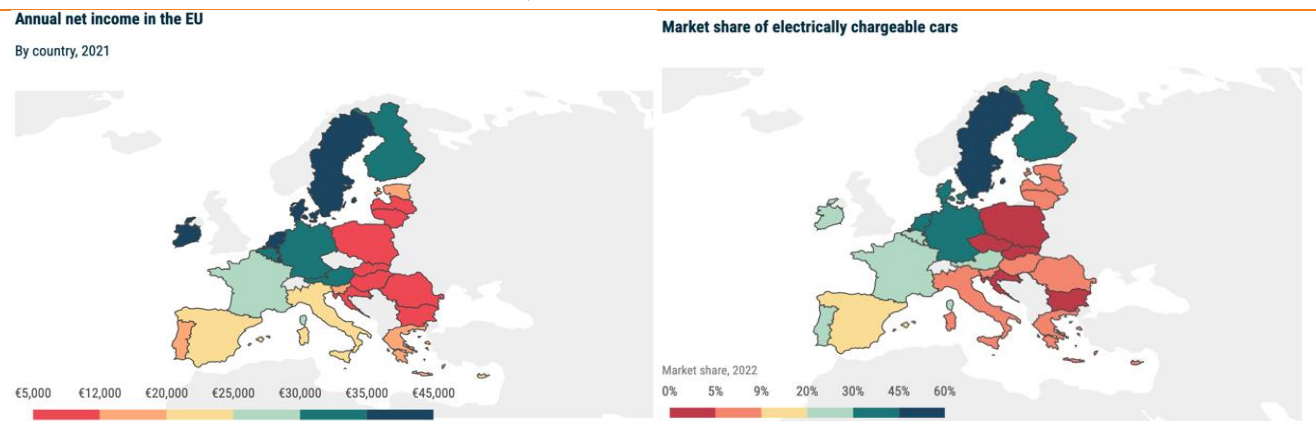 Annual net income in the EU
By country, 2021
€5,000 €12,000 €20,000 €25,000 €30,000 €35,000 €45,000
Market share of electrically chargeable cars
Market share, 2022
0% 5% 9% 20% 30% 45% 60%